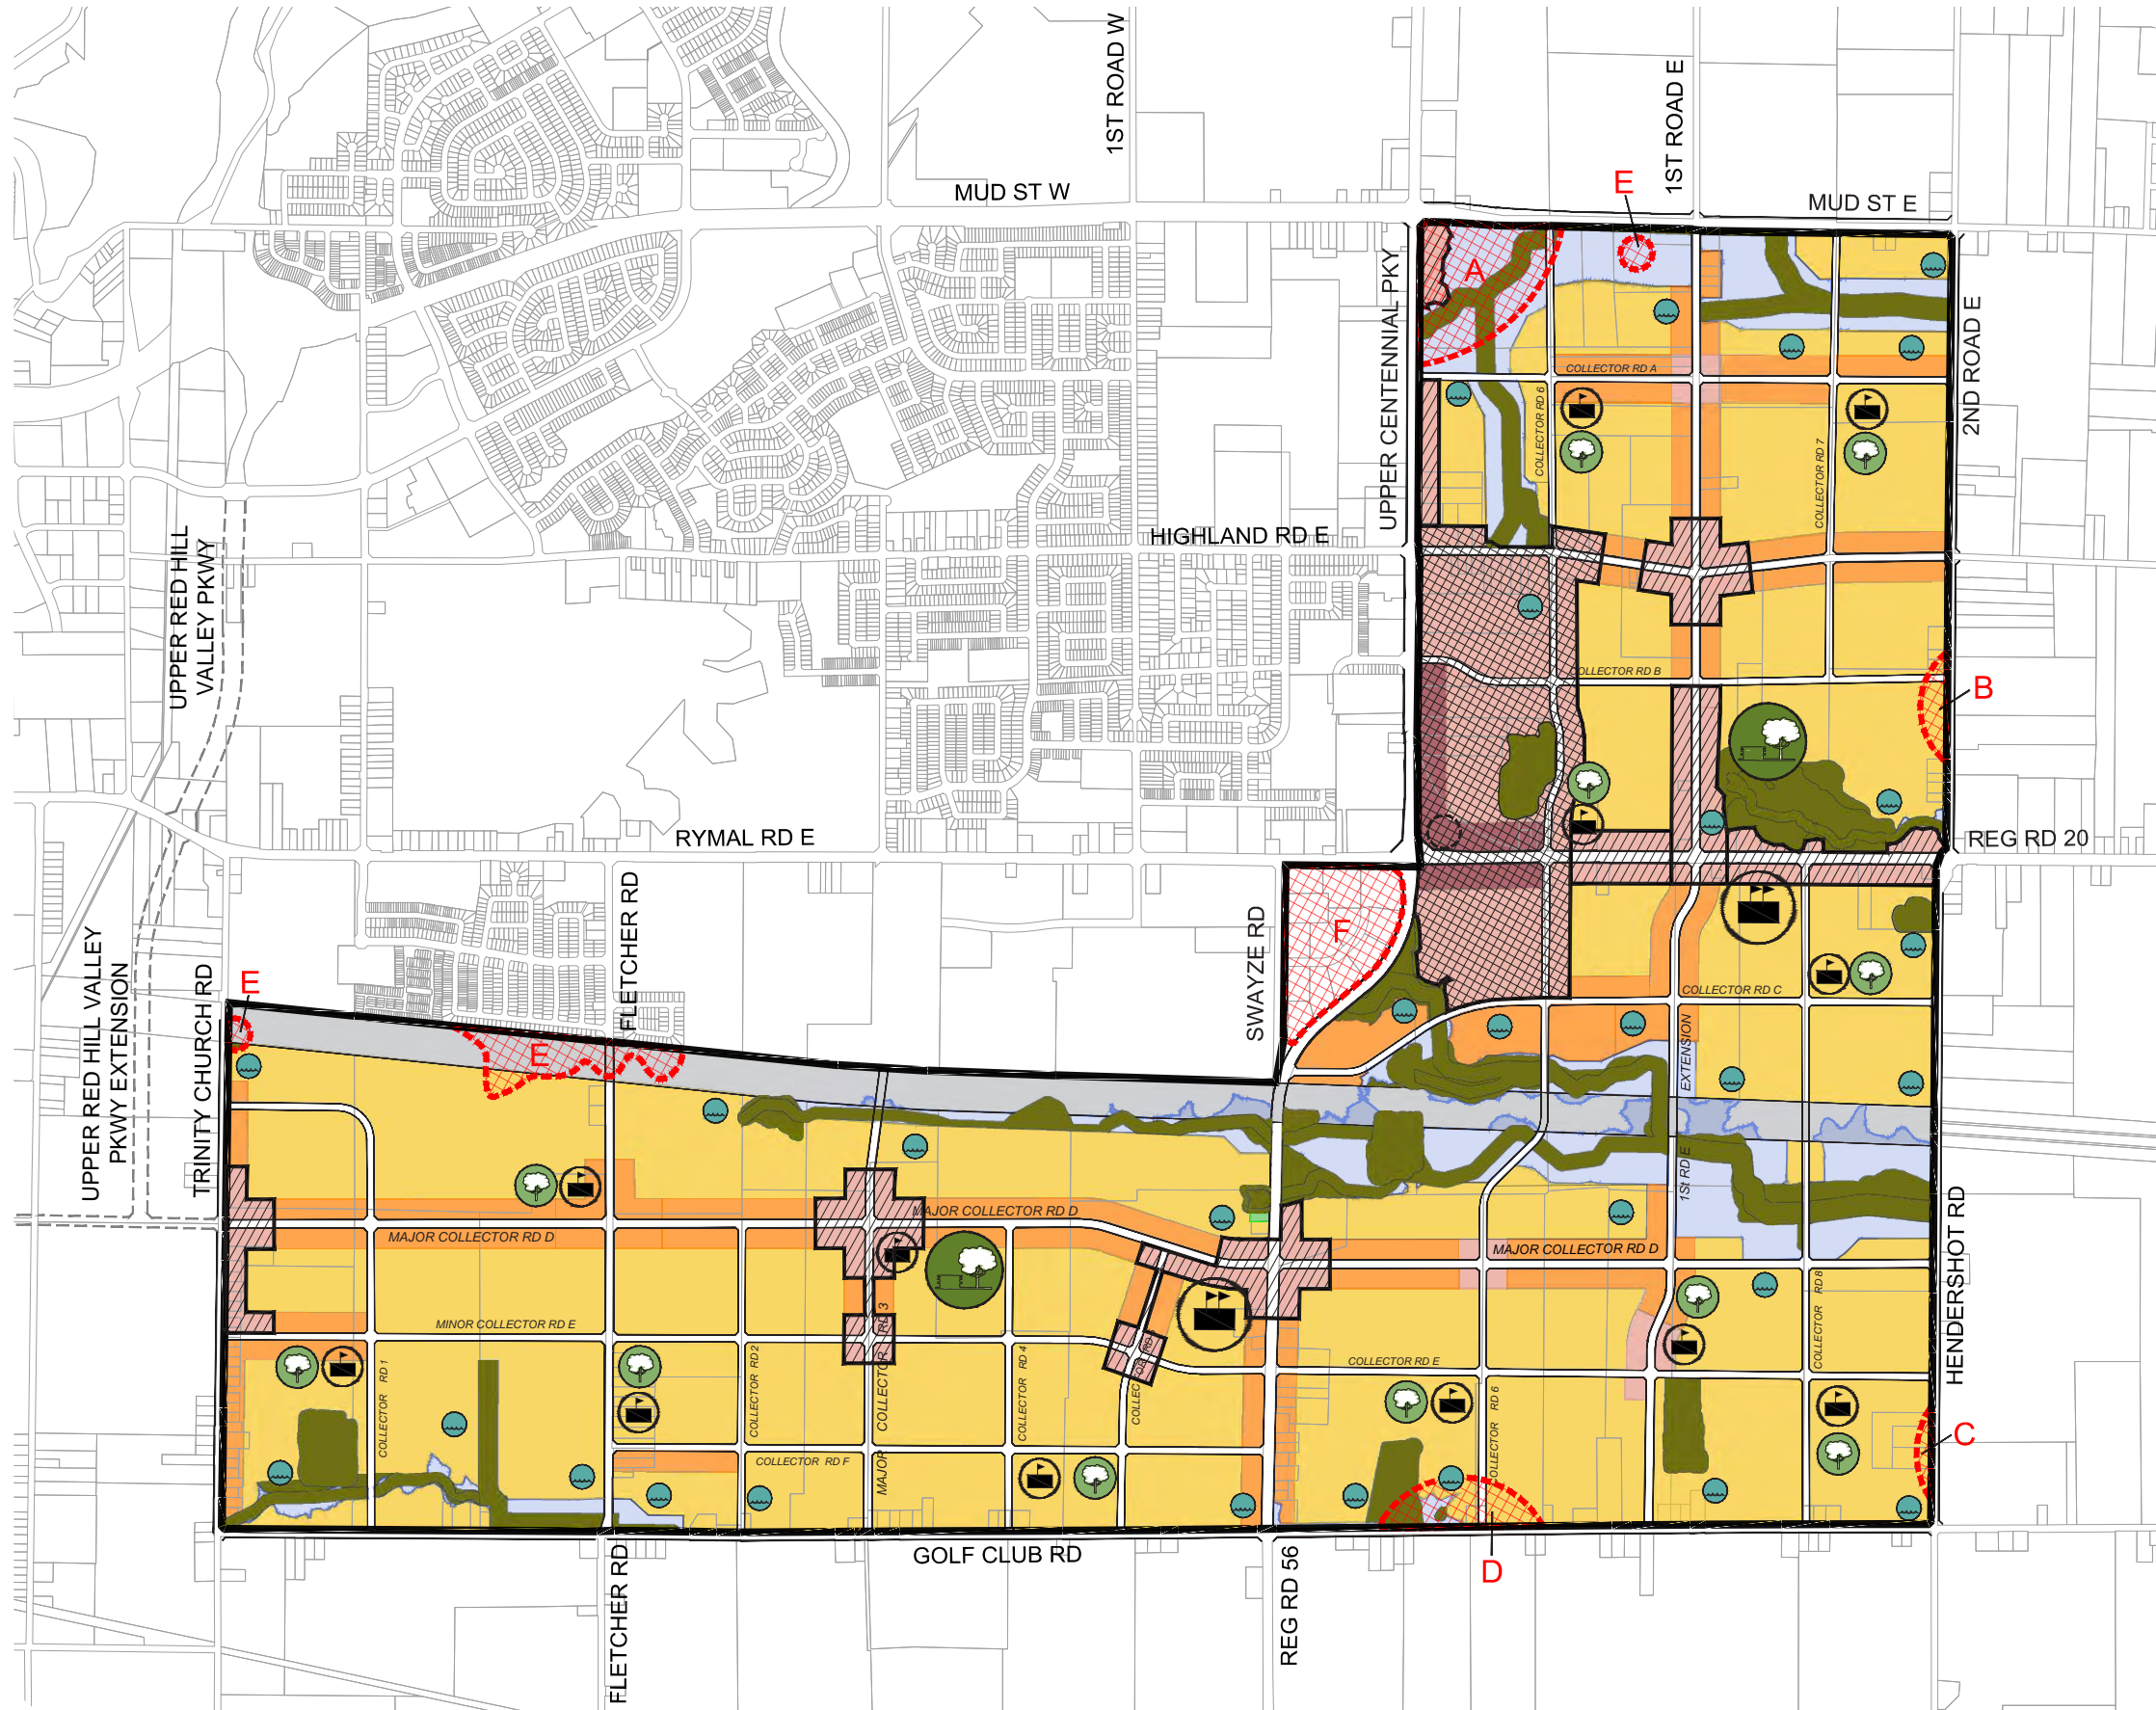 1ST ROAD W
1ST ROAD E
MUD ST W
E
MUD ST E
A
UPPER CENTENNIAL PKY
2ND ROAD E
COLLECTOR RD A
COLLECTOR RD 6
COLLECTOR RD 7
HIGHLAND RD E
UPPER RED HILL
VALLEY PKWY
COLLECTOR RD B
B
RYMAL RD E
REG RD 20
FLETCHER RD
SWAYZE RD
F
UPPER RED HILL VALLEY
PKWY EXTENSION
TRINITY CHURCH RD
E
E
COLLECTOR RD C
EXTENSION
1St RD E
MAJOR COLLECTOR RD D
MAJOR COLLECTOR RD D
MAJOR COLLECTOR RD D
HENDERSHOT RD
MINOR COLLECTOR RD E
COLLECTOR RD E
COLLECTOR RD 1
COLLECTOR RD 2
MAJOR COLLECTOR RD 3
COLLECTOR RD 4
COLLECTOR RD 6
COLLECTOR RD 8
COLLECTOR RD F
C
GOLF CLUB RD
D
FLETCHER RD
REG RD 56